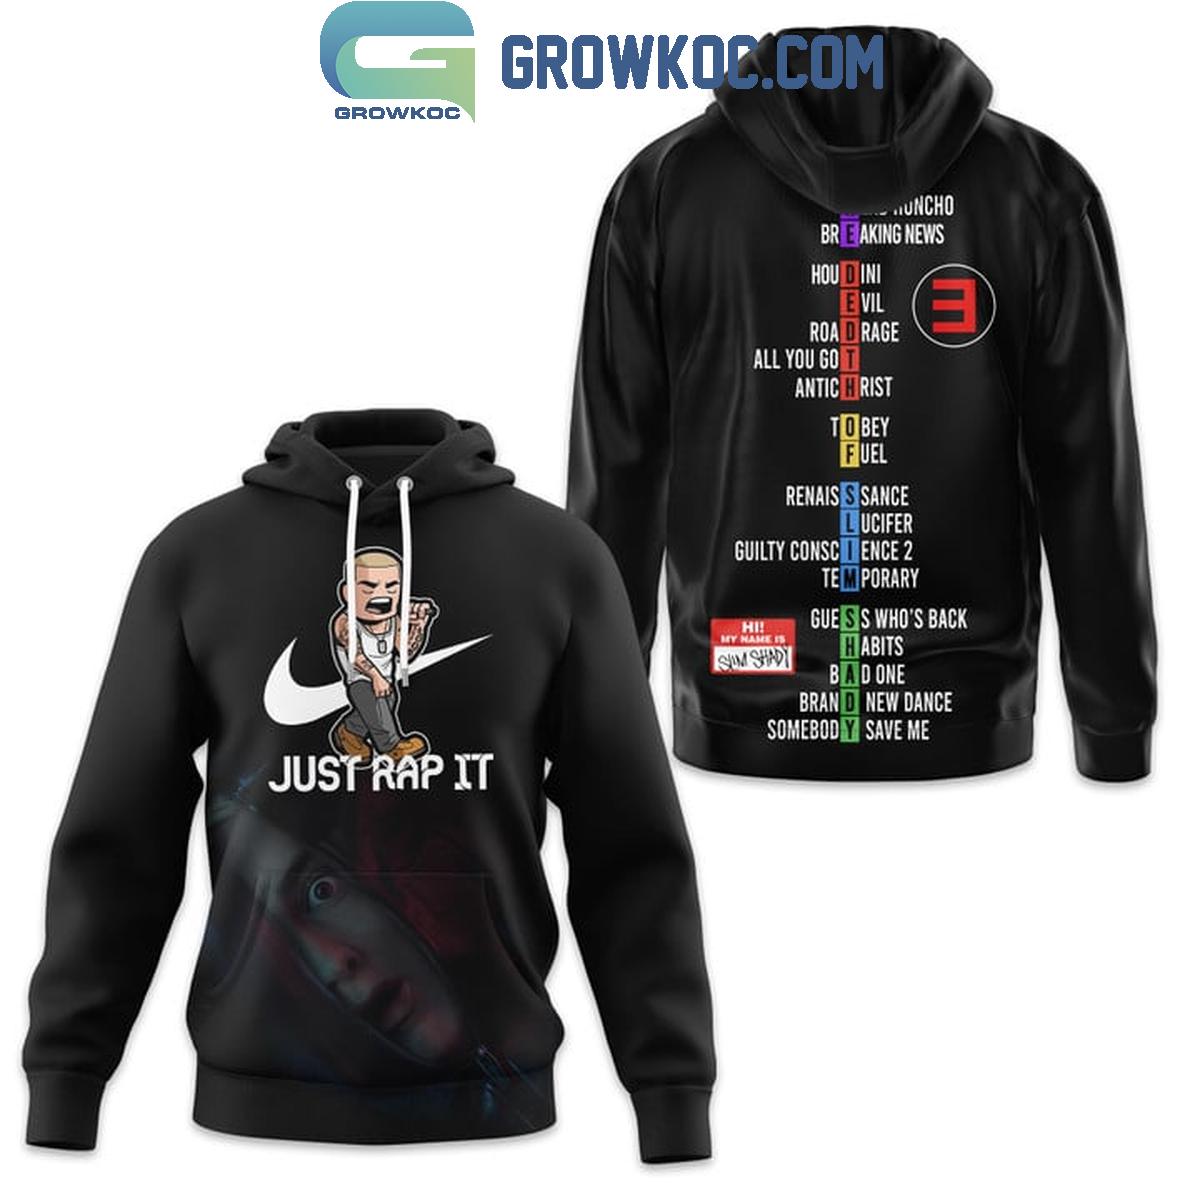 GROWKOC
GROWKOC.COM
HONCHO
BREAKING NEWS
HOUDINI
EVIL
ROAD RAGE
ALL YOU GOT
ANTICHRIST
TOBEY
FUEL
RENAISSANCE
LUCIFER
GUILTY CONSCIENCE 2
TEMPORARY
GUESS WHO'S BACK
HABITS
BAD ONE
BRAND NEW DANCE
SOMEBODY SAVE ME
HI!
MY NAME IS
SLIM SHADY
JUST RAP IT